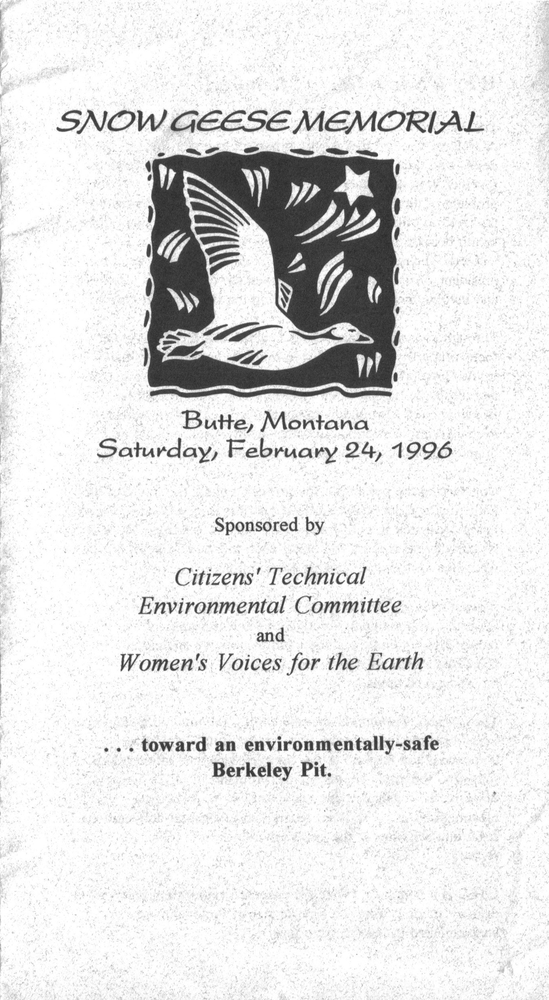 SNOW GEESE MEMORIAL
Butte, Montana
Saturday, February 24, 1996
Sponsored by
Citizens' Technical
Environmental Committee
and
Women's Voices for the Earth
. . . toward an environmentally-safe
Berkeley Pit.